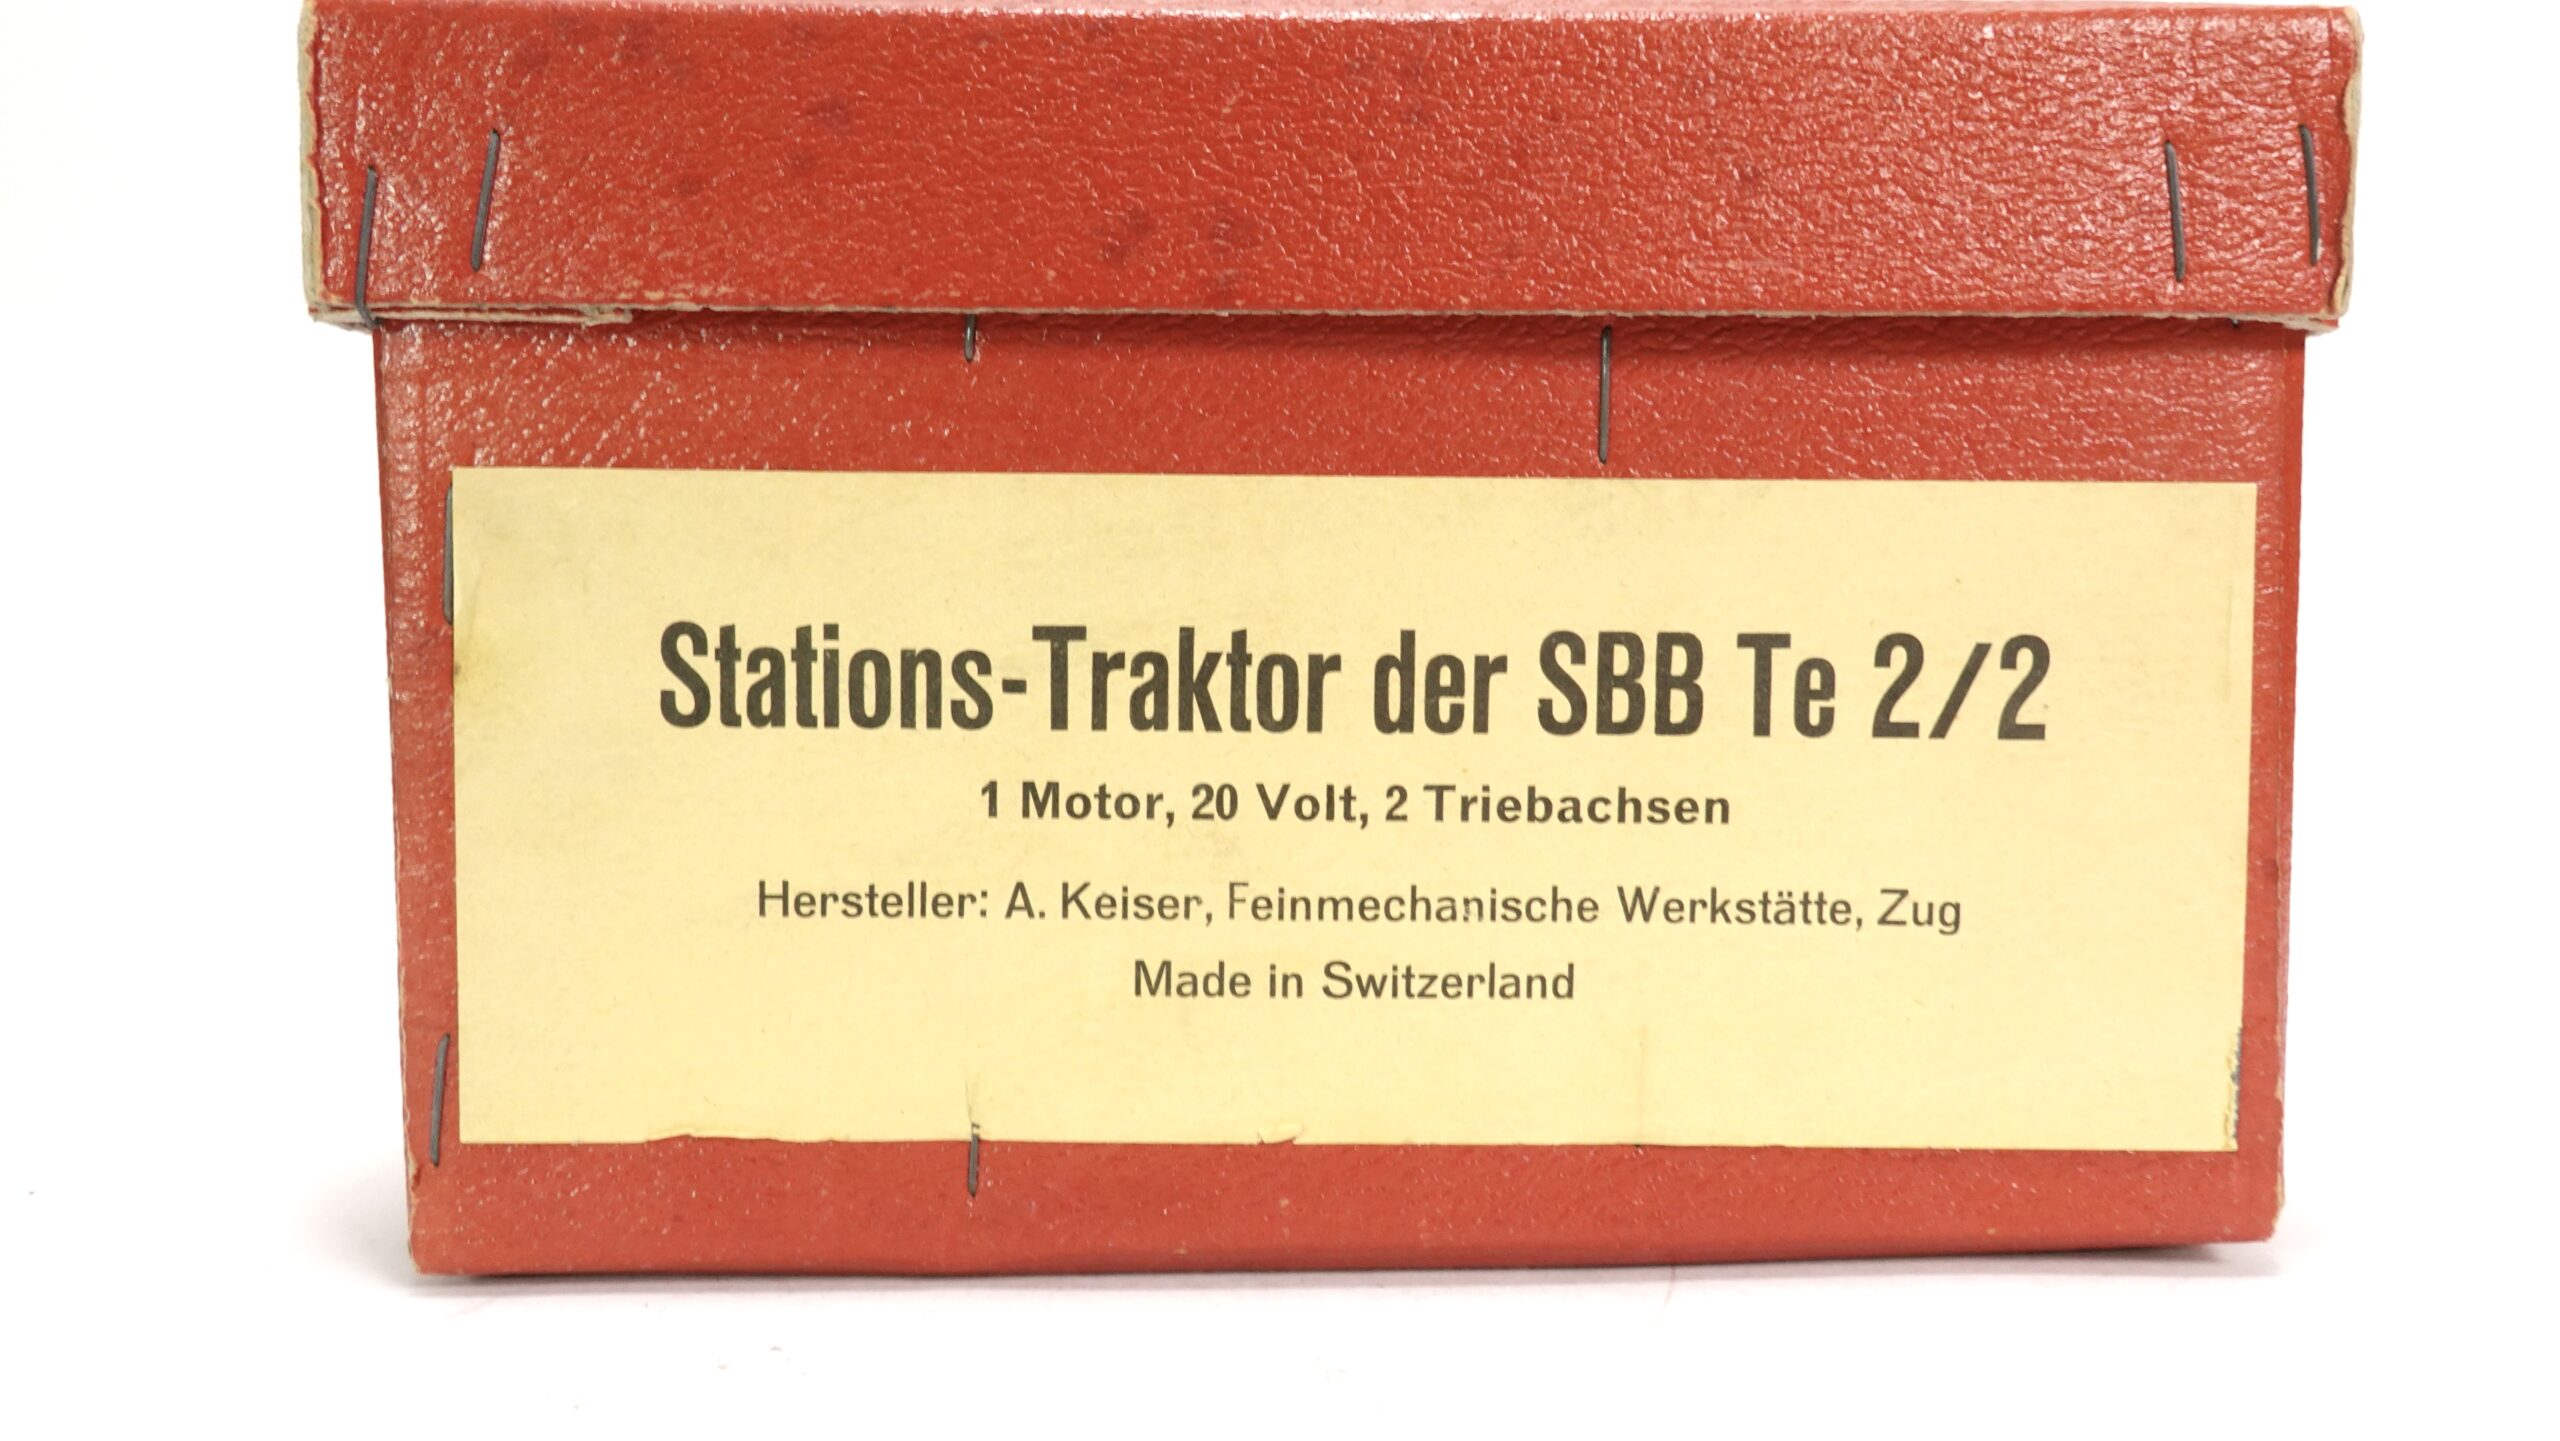 Stations-Traktor der SBB Te 2/2
1 Motor, 20 Volt, 2 Triebachsen
Hersteller: A. Keiser, Feinmechanische Werkstätte, Zug
Made in Switzerland